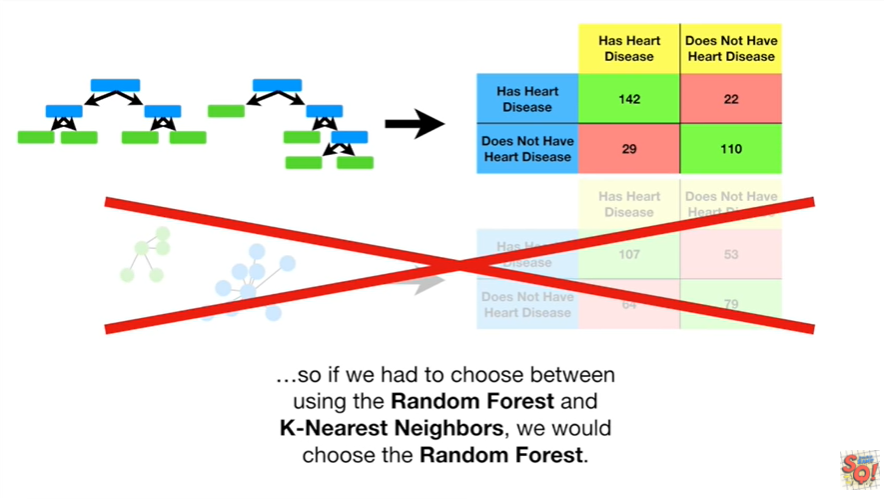 Has Heart Disease
Does Not Have Heart Disease
Has Heart Disease
142
22
Does Not Have Heart Disease
29
110
Has Heart Disease
Does Not Have Heart Disease
Has Heart Disease
107
53
Does Not Have Heart Disease
64
79
…so if we had to choose between
using the Random Forest and
K-Nearest Neighbors, we would
choose the Random Forest.
SQ!